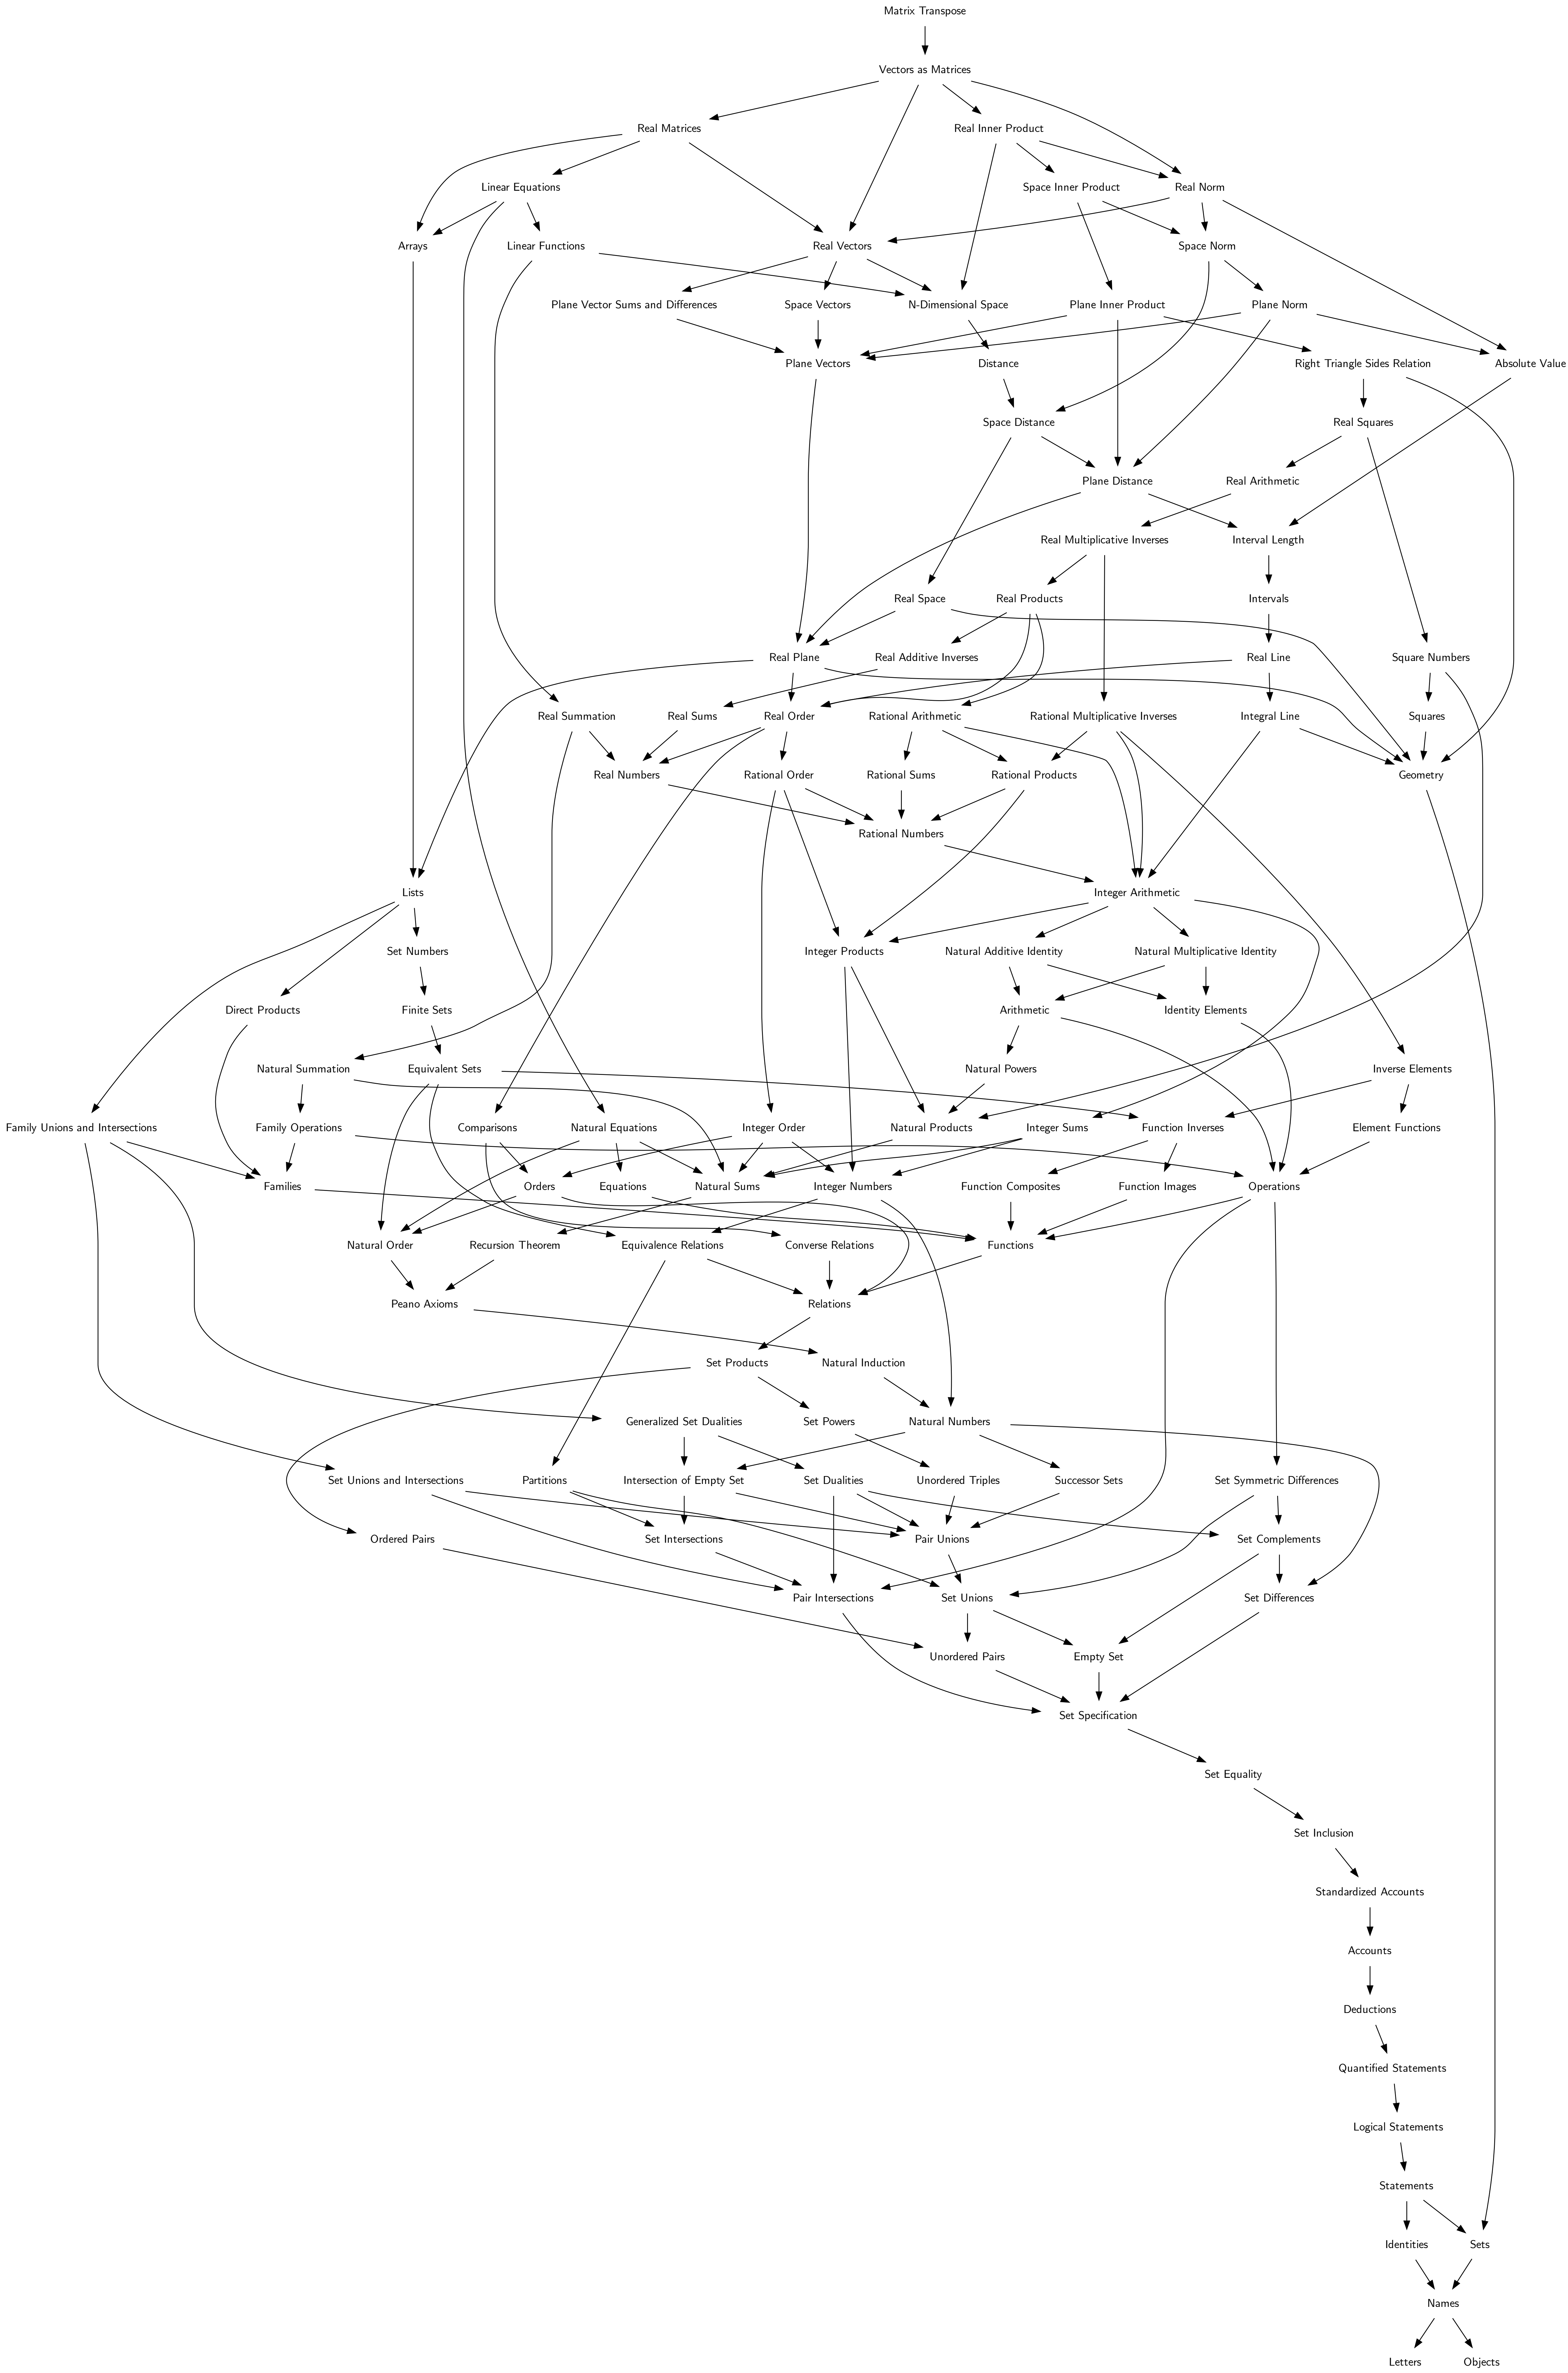 Matrix Transpose
Vectors as Matrices
Real Matrices
Real Inner Product
Linear Equations
Space Inner Product
Real Norm
Arrays
Linear Functions
Real Vectors
Space Norm
Plane Vector Sums and Differences
Space Vectors
N-Dimensional Space
Plane Inner Product
Plane Norm
Plane Vectors
Distance
Right Triangle Sides Relation
Absolute Value
Space Distance
Real Squares
Plane Distance
Real Arithmetic
Real Multiplicative Inverses
Interval Length
Real Space
Real Products
Intervals
Real Plane
Real Additive Inverses
Real Line
Square Numbers
Real Summation
Real Sums
Real Order
Rational Arithmetic
Rational Multiplicative Inverses
Integral Line
Squares
Real Numbers
Rational Order
Rational Sums
Rational Products
Geometry
Rational Numbers
Lists
Integer Arithmetic
Set Numbers
Integer Products
Natural Additive Identity
Natural Multiplicative Identity
Direct Products
Finite Sets
Arithmetic
Identity Elements
Natural Summation
Equivalent Sets
Natural Powers
Inverse Elements
Family Unions and Intersections
Family Operations
Comparisons
Natural Equations
Integer Order
Natural Products
Integer Sums
Function Inverses
Element Functions
Families
Orders
Equations
Natural Sums
Integer Numbers
Function Composites
Function Images
Operations
Natural Order
Recursion Theorem
Equivalence Relations
Converse Relations
Functions
Peano Axioms
Relations
Set Products
Natural Induction
Generalized Set Dualities
Set Powers
Natural Numbers
Set Unions and Intersections
Partitions
Intersection of Empty Set
Set Dualities
Unordered Triples
Successor Sets
Set Symmetric Differences
Ordered Pairs
Set Intersections
Pair Unions
Set Complements
Pair Intersections
Set Unions
Set Differences
Unordered Pairs
Empty Set
Set Specification
Set Equality
Set Inclusion
Standardized Accounts
Accounts
Deductions
Quantified Statements
Logical Statements
Statements
Identities
Sets
Names
Letters
Objects